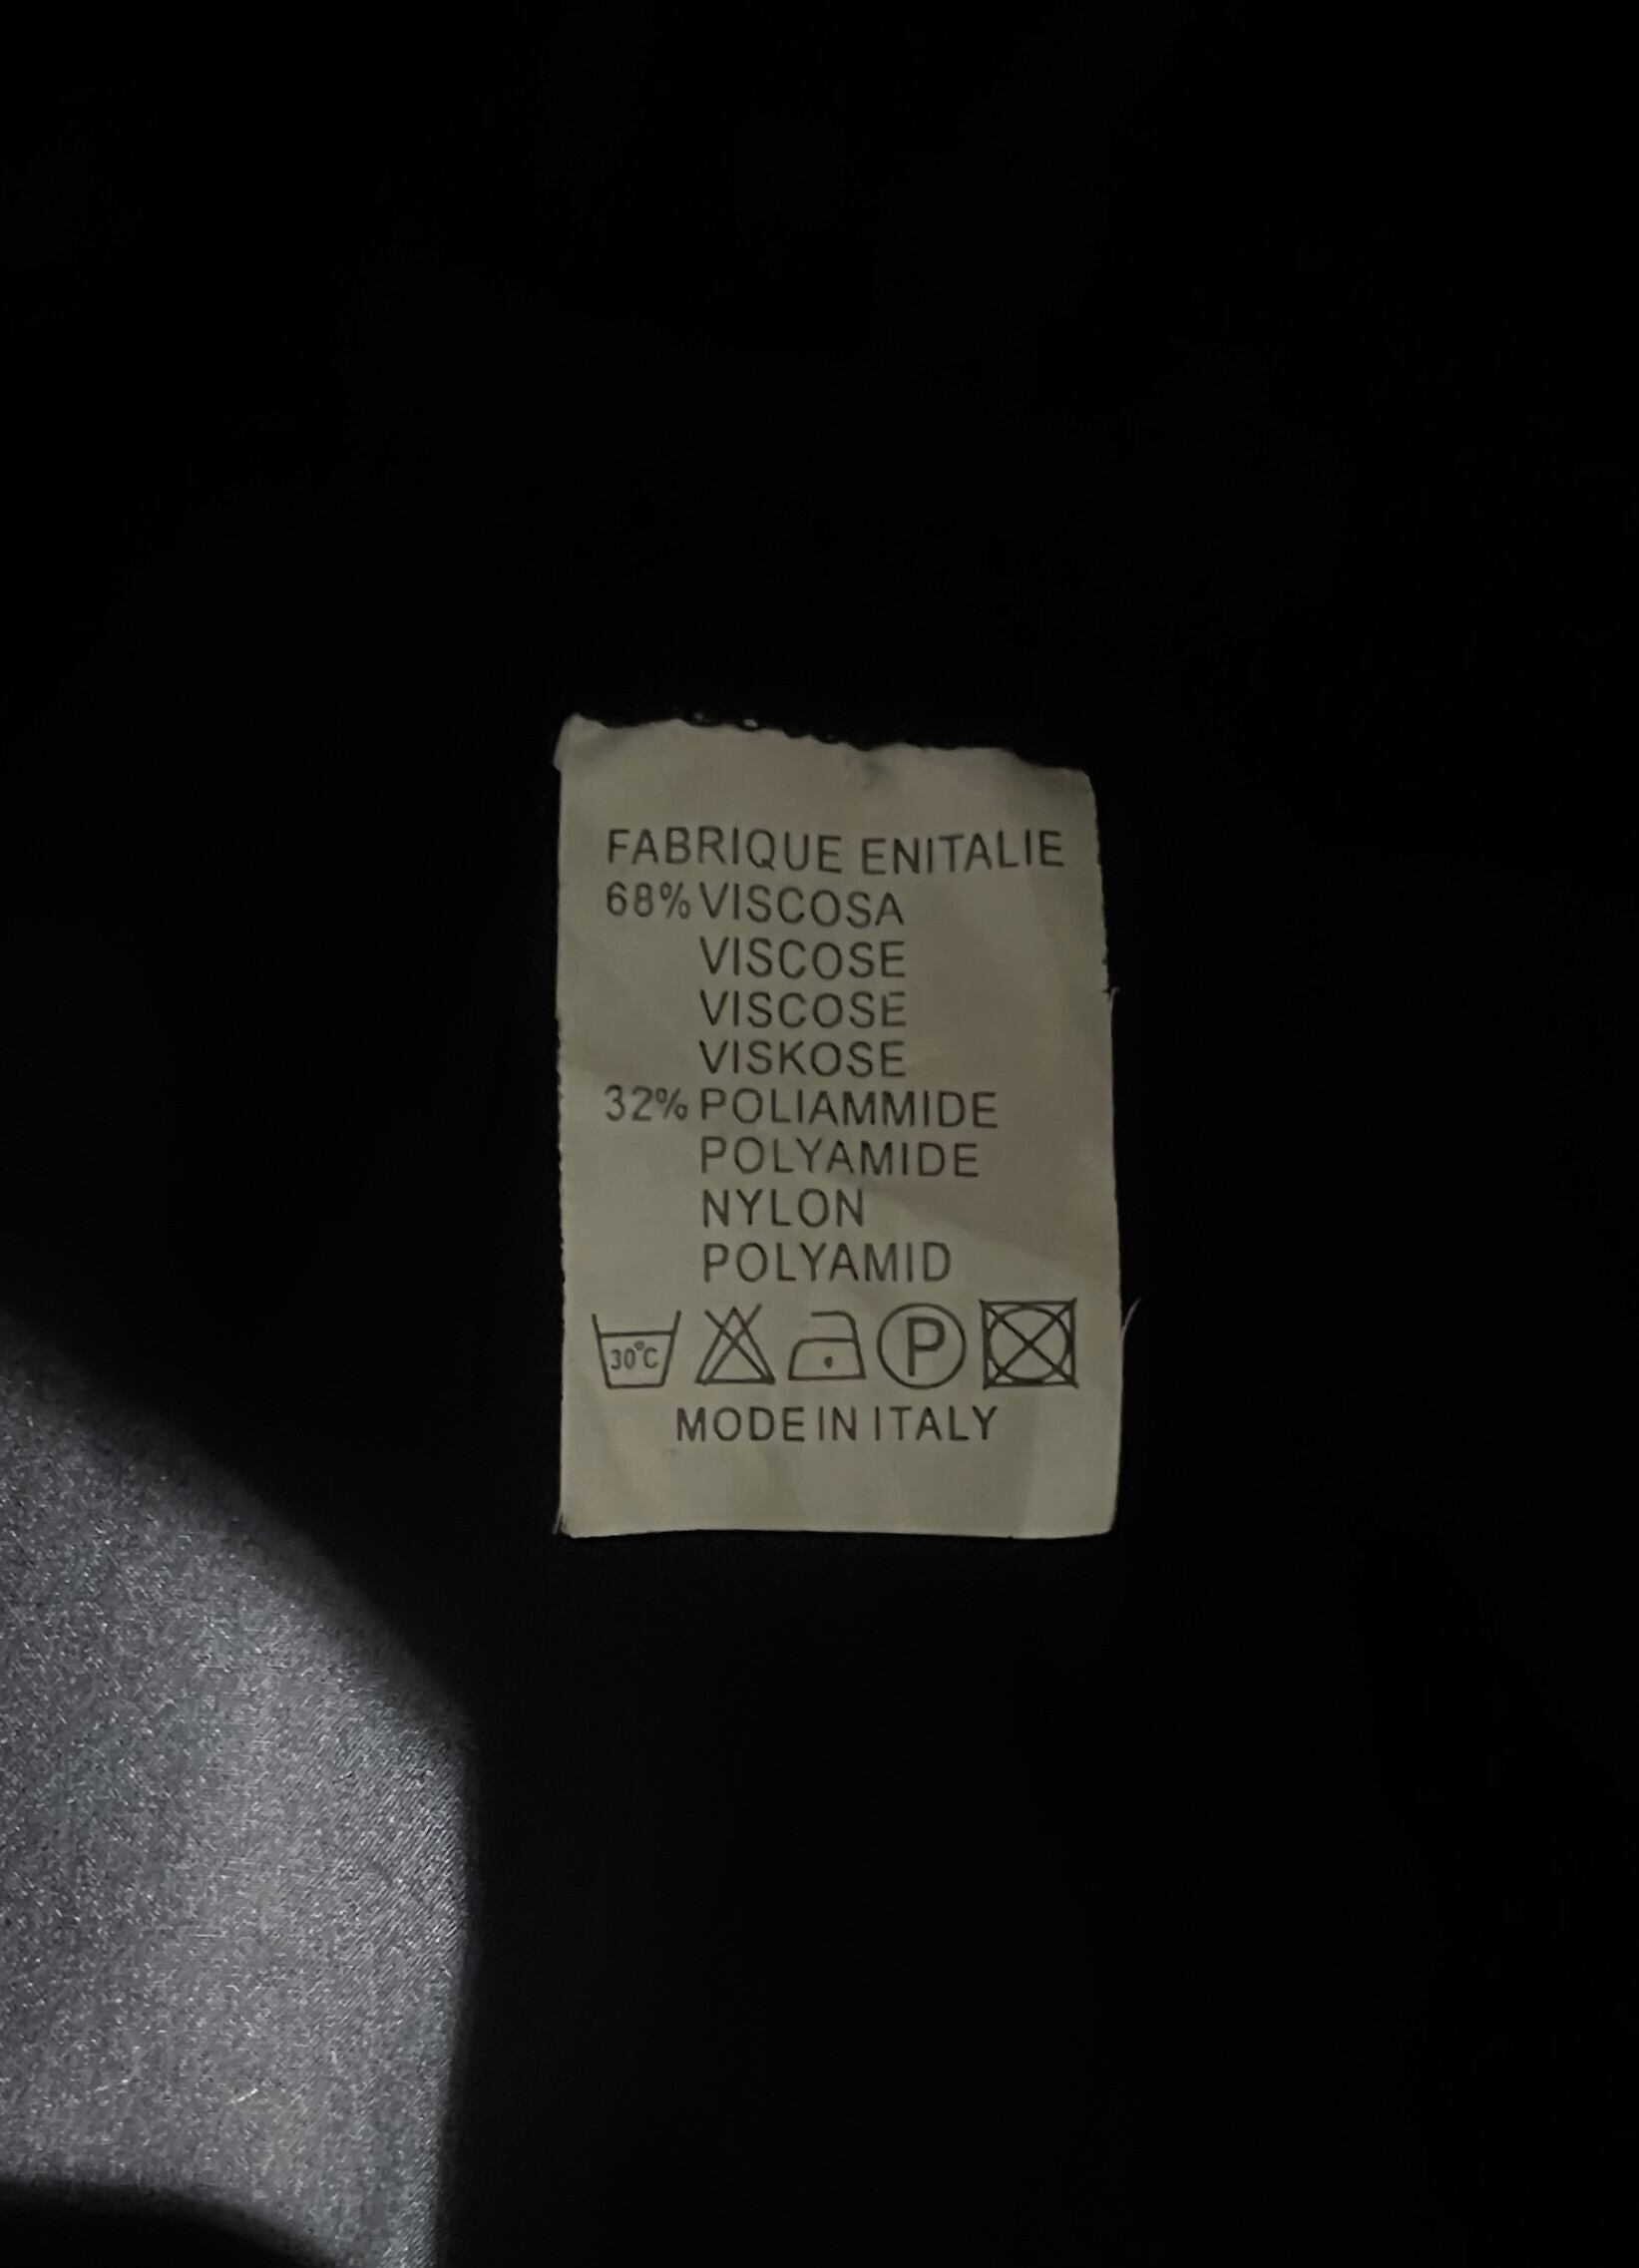 FABRIQUE ENITALIE
68% VISCOSA
VISCOSE
VISCOSE
VISKOSE
32% POLIAMMIDE
POLYAMIDE
NYLON
POLYAMID
30°C P
MODE IN ITALY